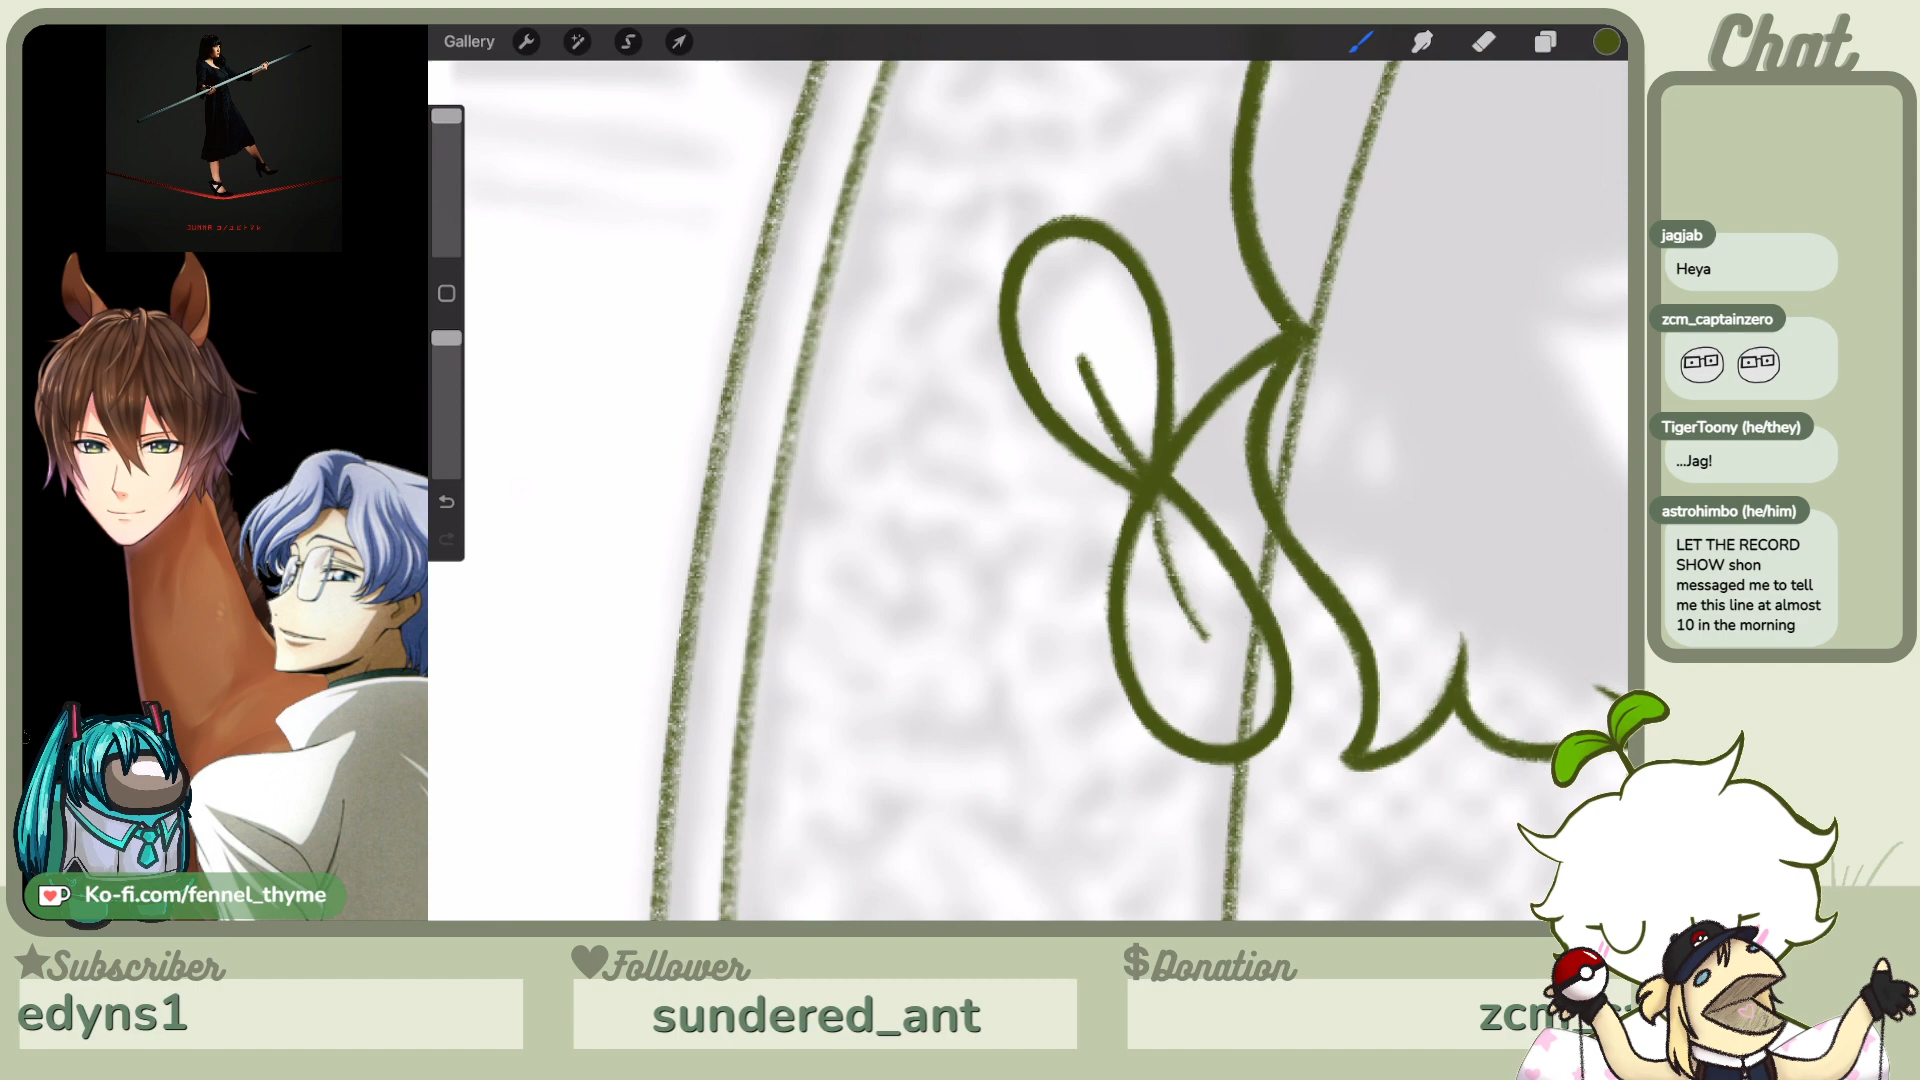 Gallery
Chat
jagjab
Heya
zcm_captainzero
TigerToony (he/they)
...Jag!
astrohimbo (he/him)
LET THE RECORD
SHOW shon
messaged me to tell
me this line at almost
10 in the morning
Ko-fi.com/fennel_thyme
Subscriber
edyns1
Follower
sundered_ant
$Donation